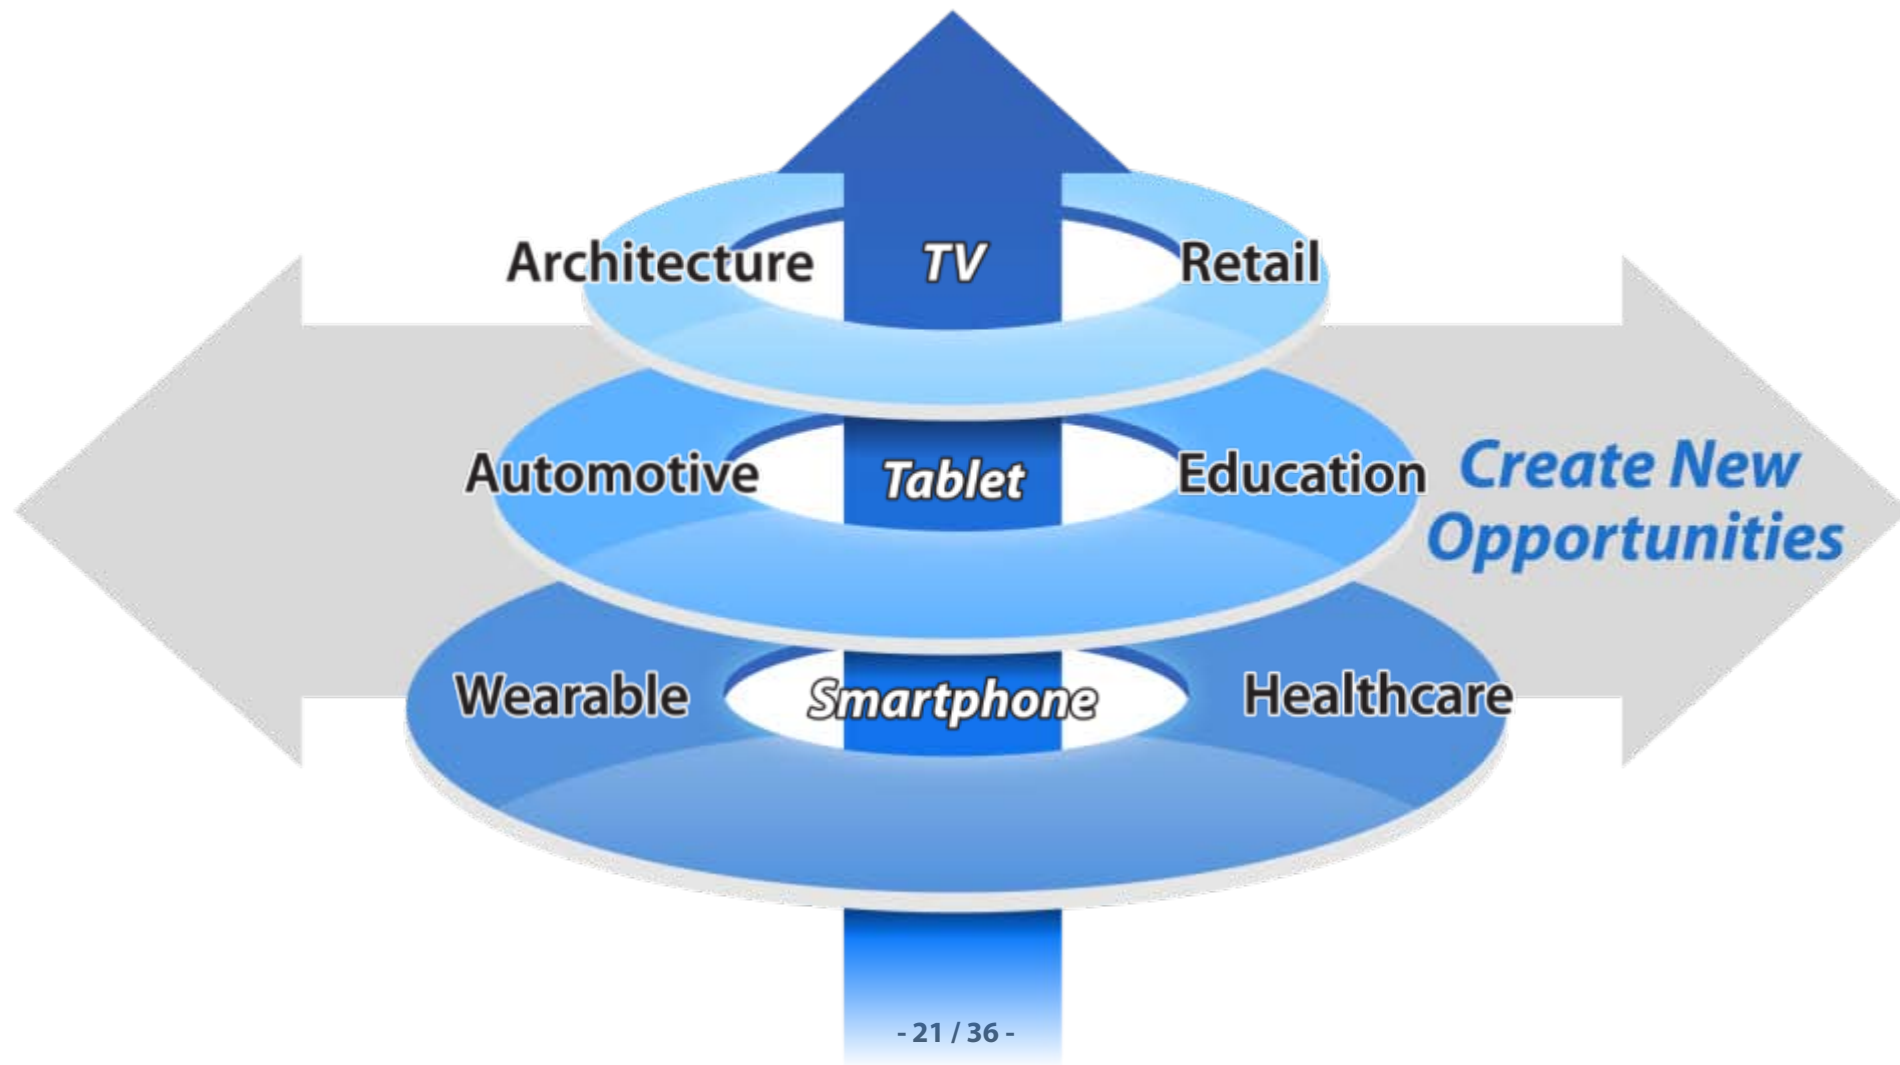 Architecture
TV
Retail
Automotive
Tablet
Education
Create New
Opportunities
Wearable
Smartphone
Healthcare
- 21 / 36 -